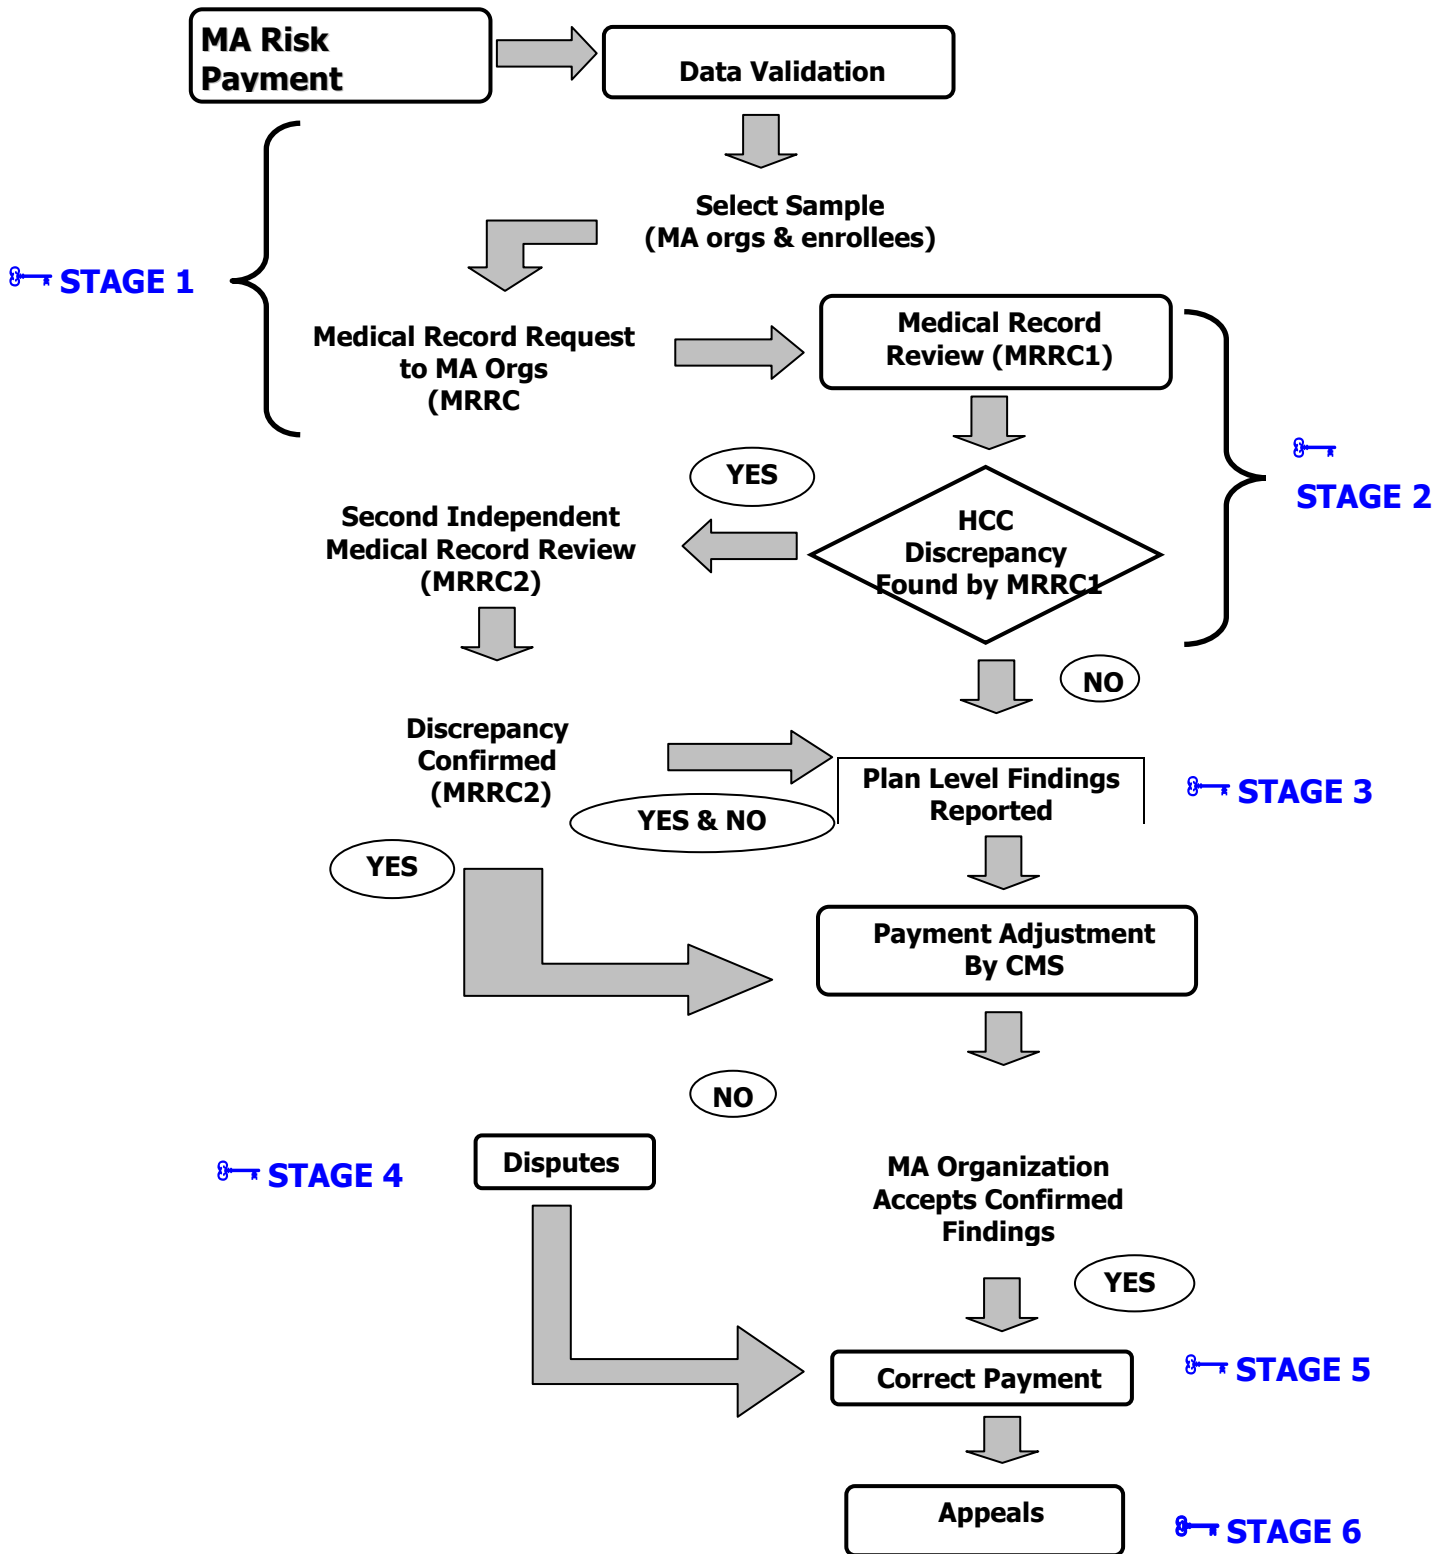 MA Risk
Payment
Data Validation
Select Sample
(MA orgs & enrollees)
STAGE 1
Medical Record Request
to MA Orgs
(MRRC
Medical Record
Review (MRRC1)
STAGE 2
YES
HCC
Discrepancy
Found by MRRC1
Second Independent
Medical Record Review
(MRRC2)
NO
Discrepancy
Confirmed
(MRRC2)
YES & NO
Plan Level Findings
Reported
STAGE 3
YES
Payment Adjustment
By CMS
NO
STAGE 4
Disputes
MA Organization
Accepts Confirmed
Findings
YES
Correct Payment
STAGE 5
Appeals
STAGE 6